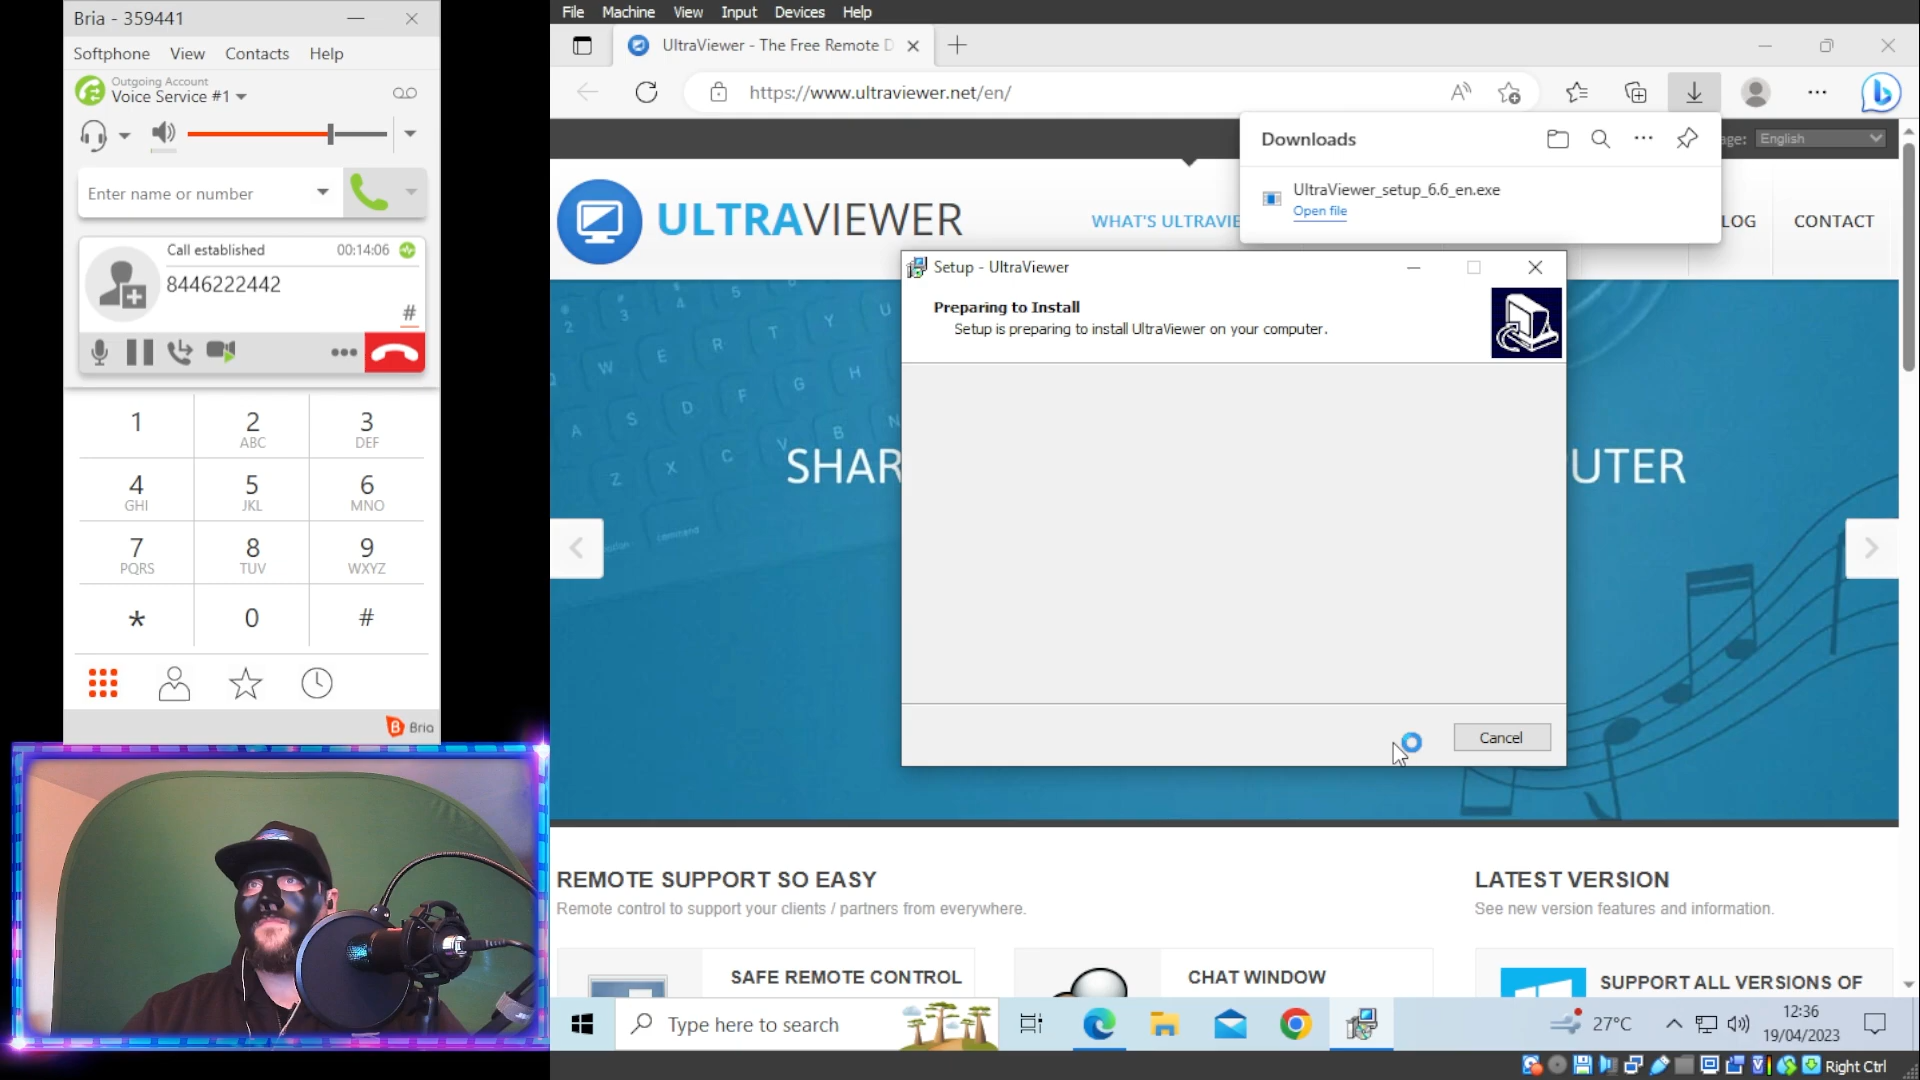 Bria - 359441
Softphone View Contacts Help
Outgoing Account
Voice Service #1
Enter name or number
Call established 00:14:06
8446222442
#
1 2 3
ABC DEF
4 5 6
GHI JKL MNO
7 8 9
PQRS TUV WXYZ
* 0 #
Bria
File Machine View Input Devices Help
UltraViewer - The Free Remote D
https://www.ultraviewer.net/en/
Downloads
UltraViewer_setup_6.6_en.exe
Open file
age: English
ULTRAVIEWER
WHAT'S ULTRAVIE
LOG CONTACT
Setup - UltraViewer
Preparing to Install
Setup is preparing to install UltraViewer on your computer.
SHAR
PUTER
Cancel
REMOTE SUPPORT SO EASY
Remote control to support your clients / partners from everywhere.
LATEST VERSION
See new version features and information.
SAFE REMOTE CONTROL
CHAT WINDOW
SUPPORT ALL VERSIONS OF
Type here to search
27°C
12:36
19/04/2023
Right Ctrl